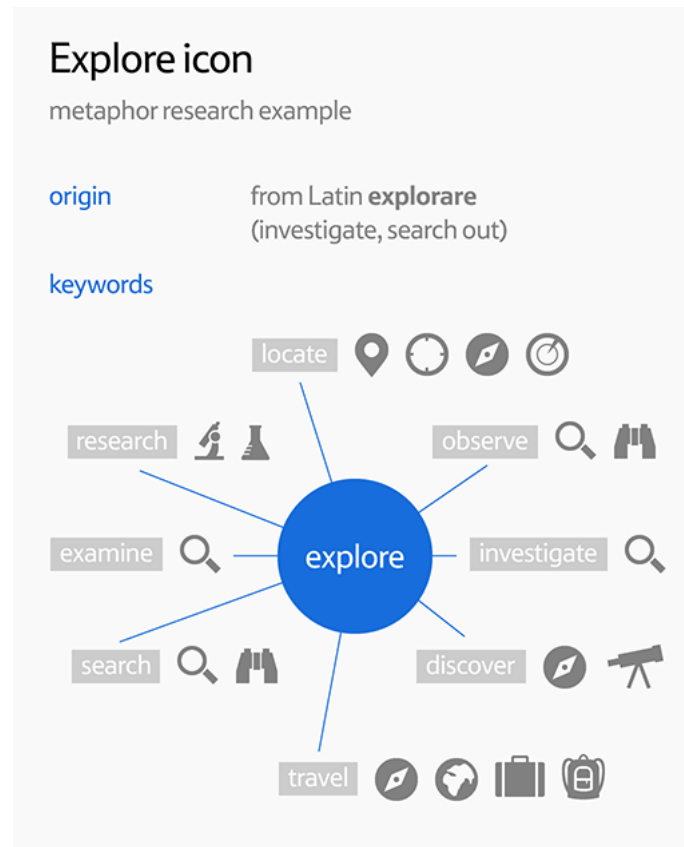 Explore icon
metaphor research example
origin
from Latin explorare
(investigate, search out)
keywords
locate
research
observe
examine
explore
investigate
search
discover
travel